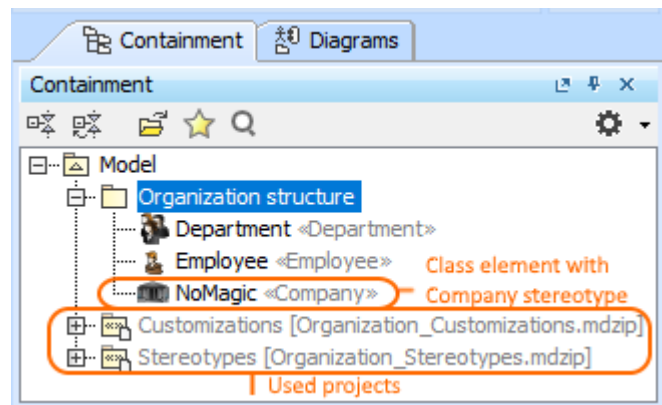 Containment Diagrams
Containment
Model
Organization structure
Department «Department»
Employee «Employee»
Class element with
NoMagic «Company»
Company stereotype
Customizations [Organization_Customizations.mdzip]
Stereotypes [Organization_Stereotypes.mdzip]
Used projects